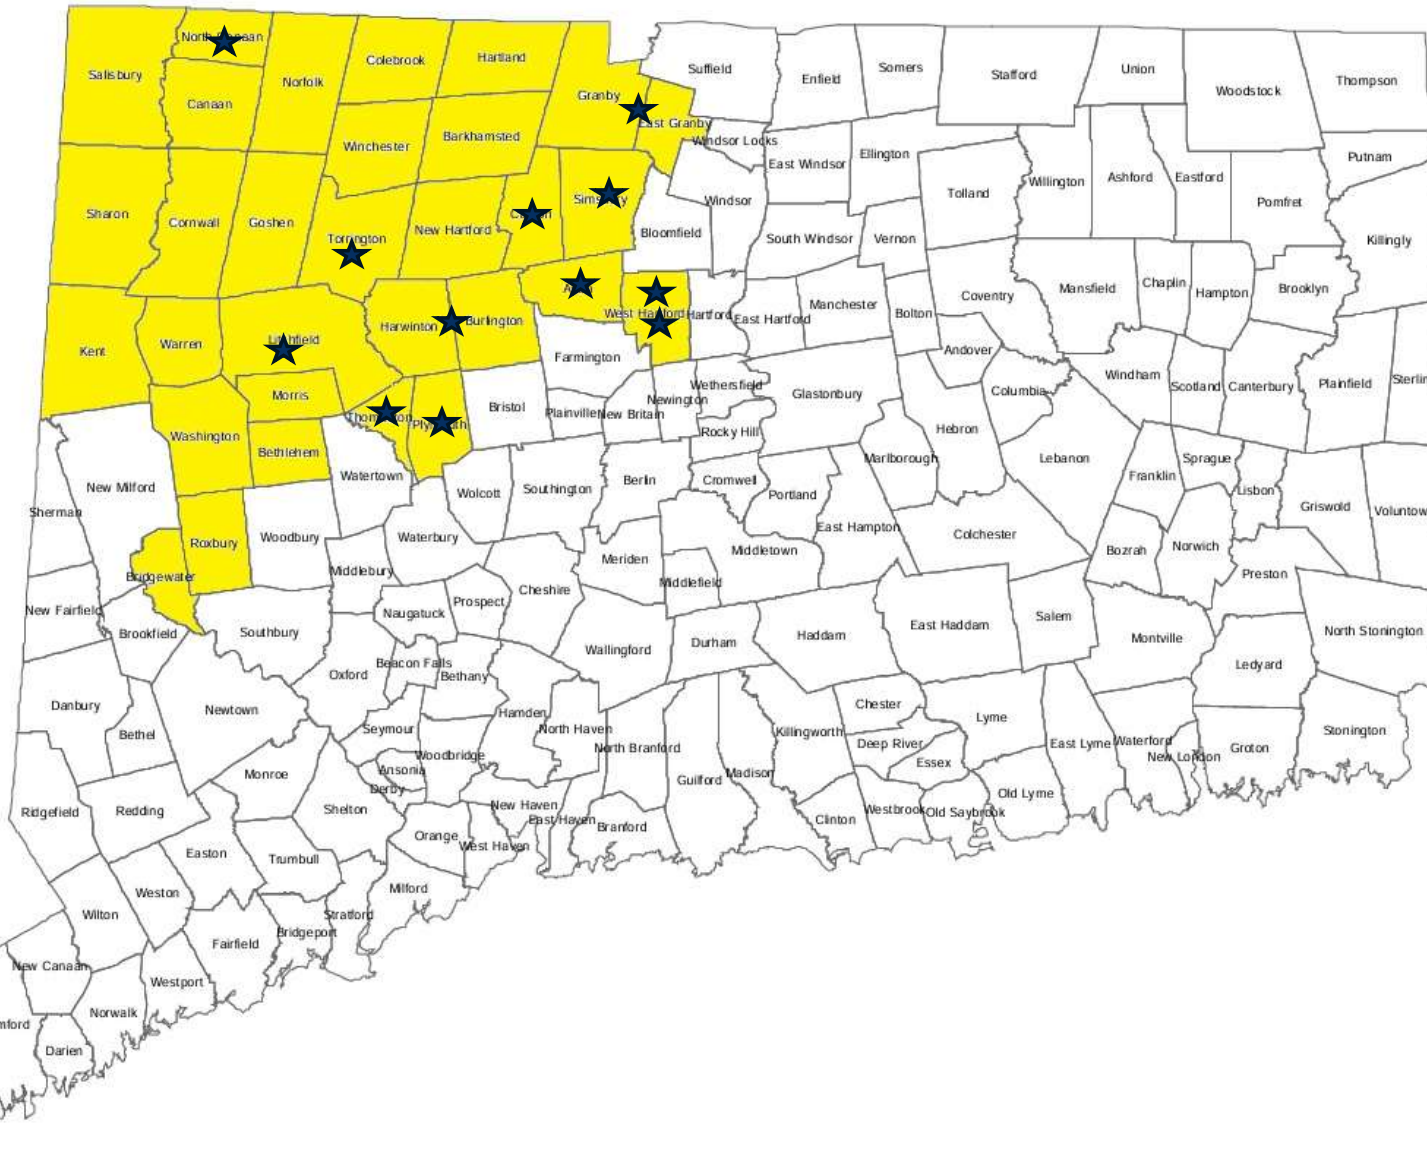 North Canaan
Salisbury
Canaan
Norfolk
Colebrook
Hartland
Granby
East Granby
Suffield
Enfield
Somers
Stafford
Union
Woodstock
Thompson
Winchester
Barkhamsted
Windsor Locks
East Windsor
Ellington
Tolland
Willington
Ashford
Eastford
Pomfret
Putnam
Killingly
Sharon
Cornwall
Goshen
Torrington
New Hartford
Bloomfield
Windsor
South Windsor
Vernon
Coventry
Mansfield
Chaplin
Hampton
Brooklyn
Kent
Warren
Harwinton
Burlington
Farmington
West Hartford
Hartford
East Hartford
Manchester
Bolton
Andover
Columbia
Windham
Scotland
Canterbury
Plainfield
Sterlin
Morris
Washington
Bethlehem
Watertown
Bristol
Plainville
New Britain
Newington
Wethersfield
Rocky Hill
Glastonbury
Hebron
Marlborough
Lebanon
Franklin
Sprague
Lisbon
Griswold
Voluntow
New Milford
Sherman
Roxbury
Woodbury
Waterbury
Wolcott
Southington
Berlin
Cromwell
Portland
East Hampton
Colchester
Bozrah
Norwich
Preston
Bridgewater
Middlebury
Naugatuck
Prospect
Cheshire
Meriden
Middlefield
Middletown
New Fairfield
Brookfield
Southbury
Oxford
Beacon Falls
Bethany
Wallingford
Durham
Haddam
East Haddam
Salem
Montville
Ledyard
North Stonington
Danbury
Bethel
Newtown
Seymour
Woodbridge
Hamden
North Haven
North Branford
Guilford
Madison
Killingworth
Chester
Deep River
Essex
Lyme
East Lyme
Waterford
New London
Groton
Stonington
Ridgefield
Redding
Monroe
Ansonia
Derby
Shelton
Orange
New Haven
West Haven
East Haven
Branford
Clinton
Westbrook
Old Saybrook
Old Lyme
Easton
Trumbull
Milford
Stratford
Weston
Wilton
Fairfield
Bridgeport
New Canaan
Westport
Norwalk
Darien
mford